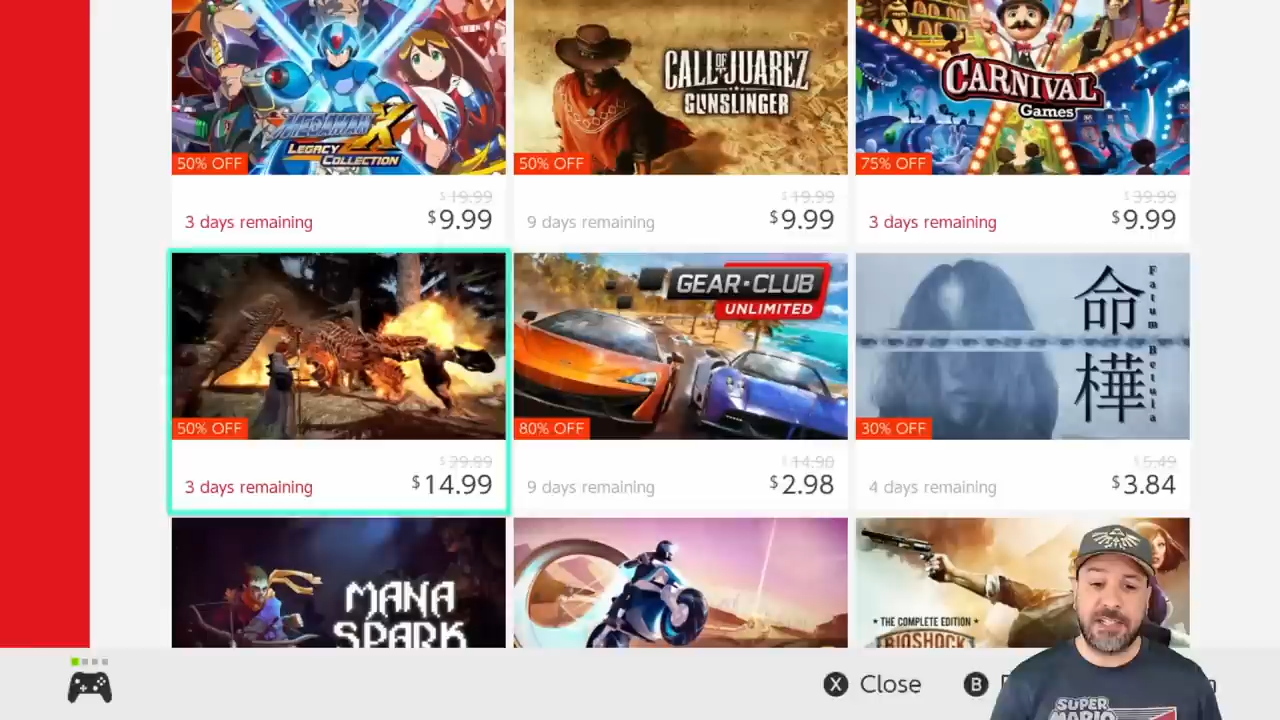 MEGAMAN X
LEGACY
COLLECTION
50% OFF
$19.99
3 days remaining
$9.99
CALL OF JUAREZ
GUNSLINGER
50% OFF
$19.99
9 days remaining
$9.99
CARNIVAL
Games
75% OFF
$39.99
3 days remaining
$9.99
50% OFF
$29.99
3 days remaining
$14.99
GEAR•CLUB
UNLIMITED
80% OFF
$14.90
9 days remaining
$2.98
命樺
Fatum Betula
30% OFF
$5.49
4 days remaining
$3.84
MANA
SPARK
★ THE COMPLETE EDITION ★
BIOSHOCK
X Close
B
SUPER
MARIO